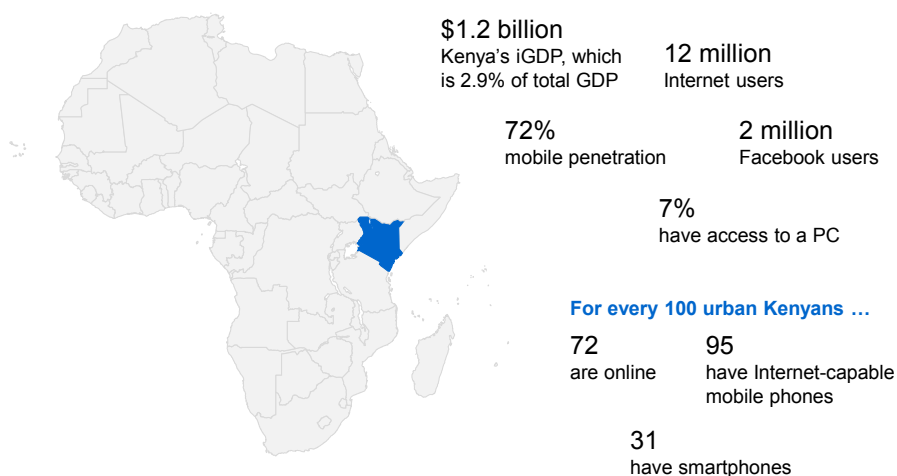 $1.2 billion
Kenya’s iGDP, which
is 2.9% of total GDP
12 million
Internet users
72%
mobile penetration
2 million
Facebook users
7%
have access to a PC
For every 100 urban Kenyans …
72
are online
95
have Internet-capable
mobile phones
31
have smartphones